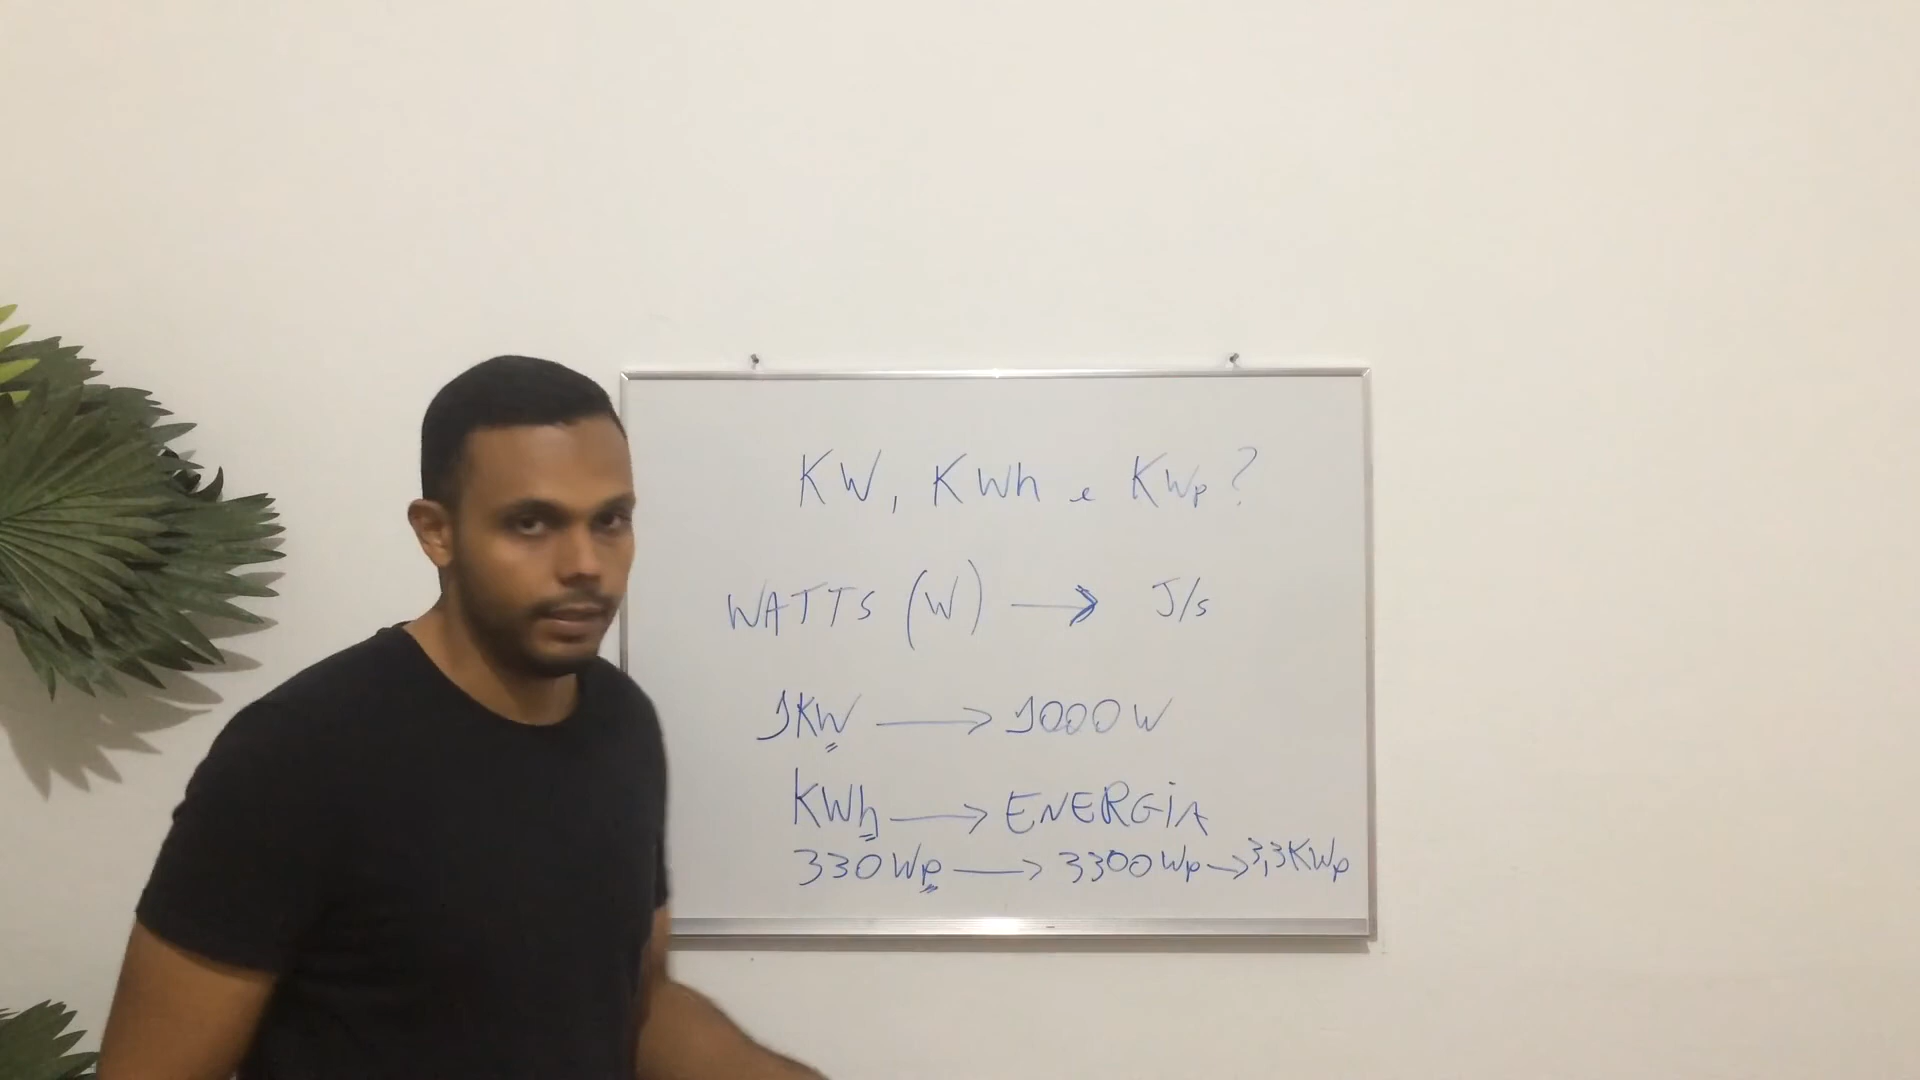 KW, KWh e KWp?
WATTS (W) → J/s
1KW → 1000W
KWh → ENERGiA
330Wp → 3300Wp → 3,3KWp